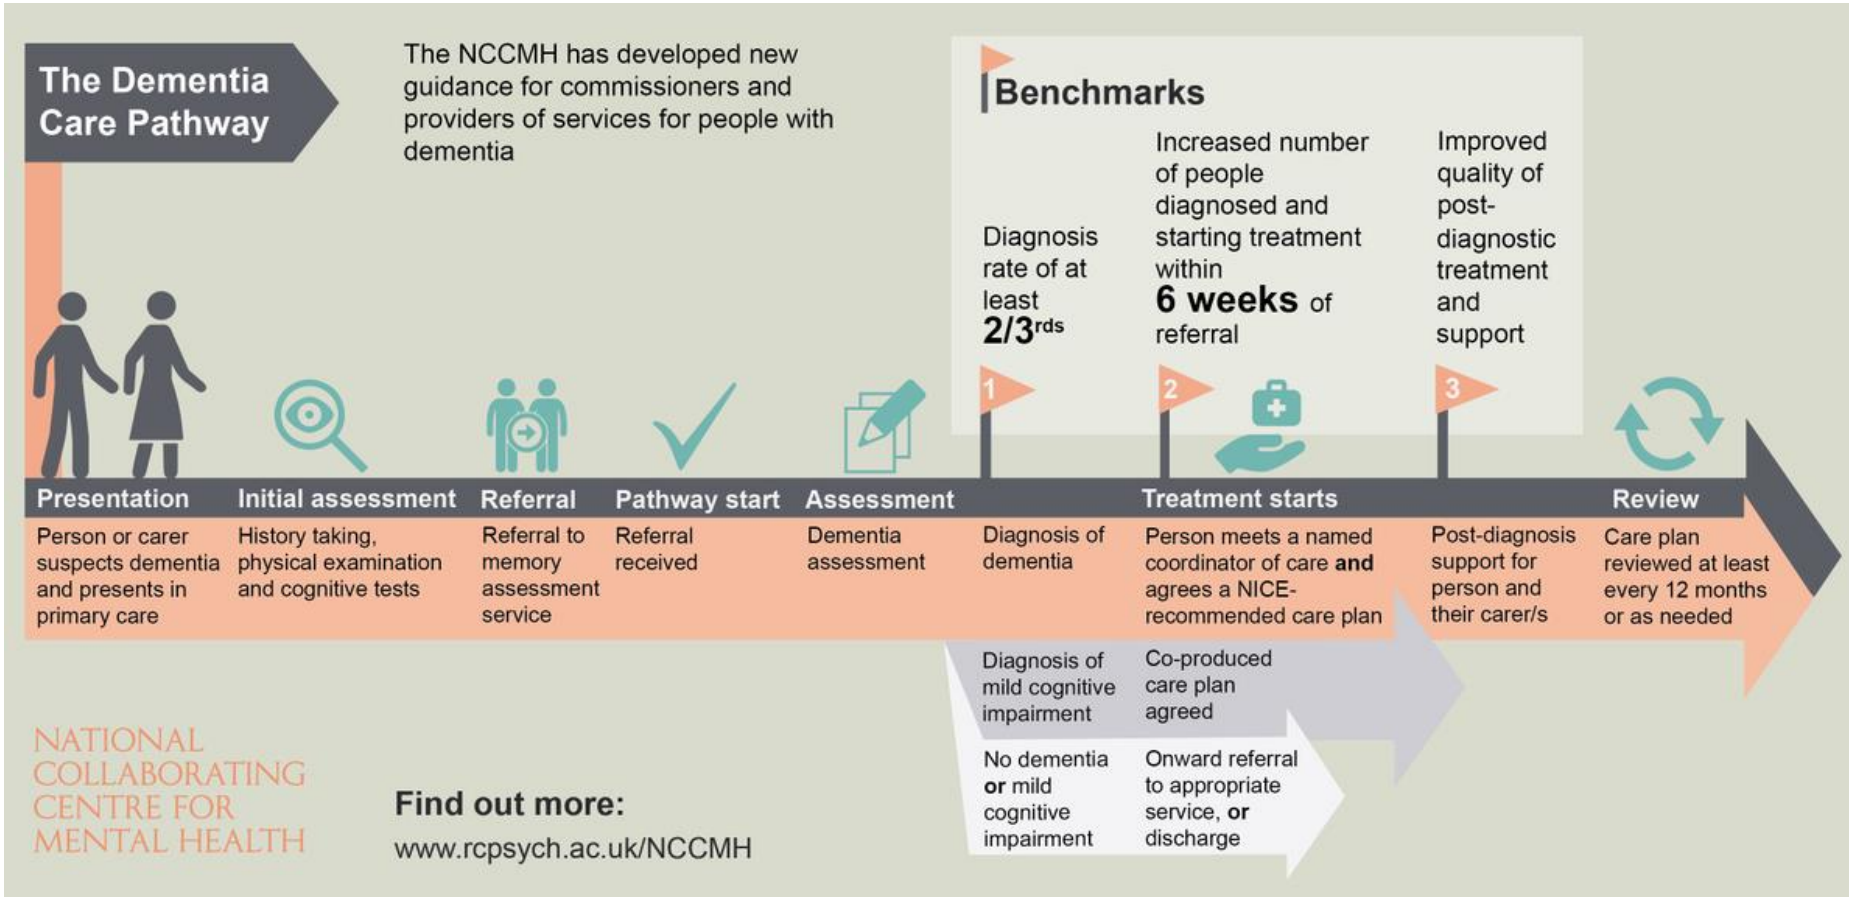 The Dementia
Care Pathway
The NCCMH has developed new
guidance for commissioners and
providers of services for people with
dementia
Benchmarks
Diagnosis
rate of at
least
2/3rds
Increased number
of people
diagnosed and
starting treatment
within
6 weeks of
referral
Improved
quality of
post-
diagnostic
treatment
and
support
1
2
3
Presentation
Person or carer
suspects dementia
and presents in
primary care
Initial assessment
History taking,
physical examination
and cognitive tests
Referral
Referral to
memory
assessment
service
Pathway start
Referral
received
Assessment
Dementia
assessment
Diagnosis of
dementia
Treatment starts
Person meets a named
coordinator of care and
agrees a NICE-
recommended care plan
Post-diagnosis
support for
person and
their carer/s
Review
Care plan
reviewed at least
every 12 months
or as needed
Diagnosis of
mild cognitive
impairment
Co-produced
care plan
agreed
No dementia
or mild
cognitive
impairment
Onward referral
to appropriate
service, or
discharge
NATIONAL
COLLABORATING
CENTRE FOR
MENTAL HEALTH
Find out more:
www.rcpsych.ac.uk/NCCMH